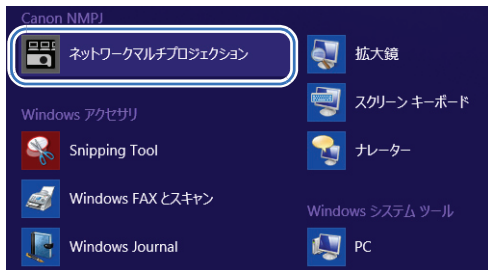 Canon NMPJ
ネットワークマルチプロジェクション
Windows アクセサリ
Snipping Tool
Windows FAX とスキャン
Windows Journal
拡大鏡
スクリーン キーボード
ナレーター
Windows システム ツール
PC